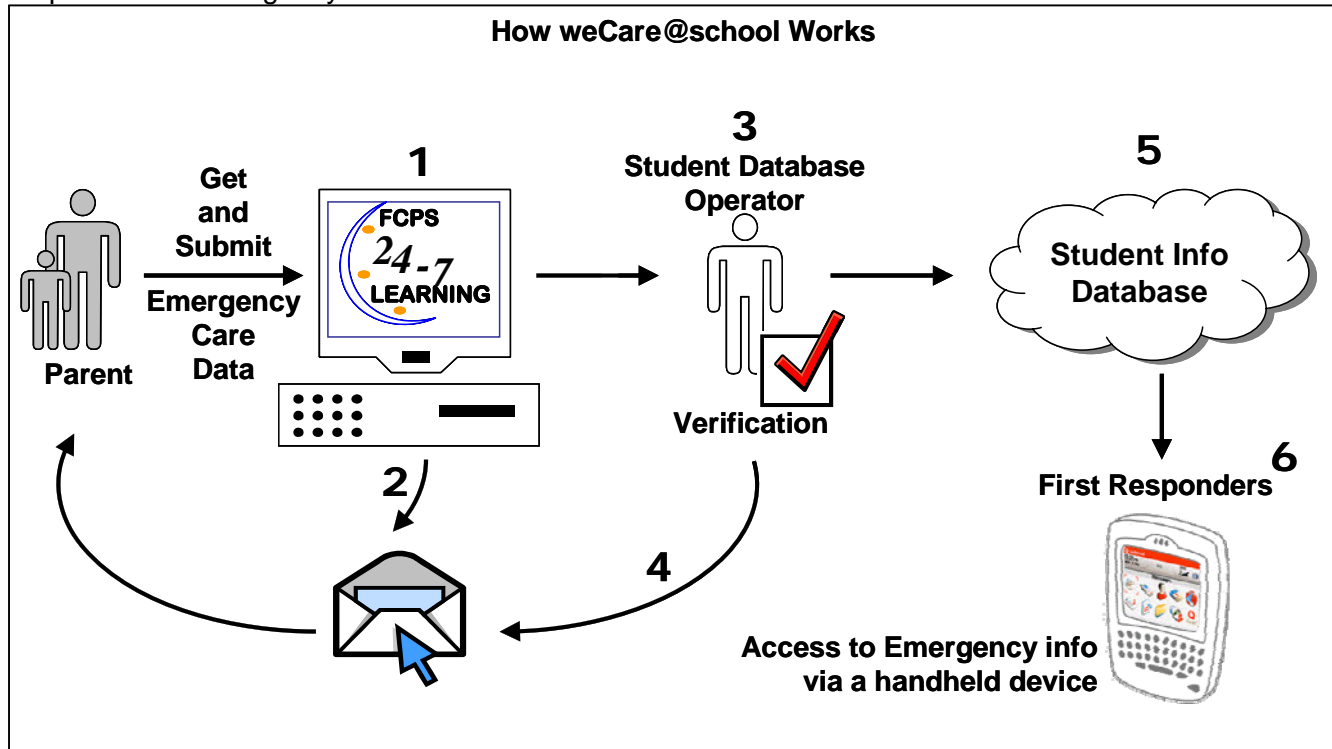 How weCare@school Works
1
3
5
Get
and
Submit
Emergency
Care
Data
Parent
FCPS
24-7
LEARNING
Student Database
Operator
Verification
Student Info
Database
2
4
6
First Responders
Access to Emergency info
via a handheld device